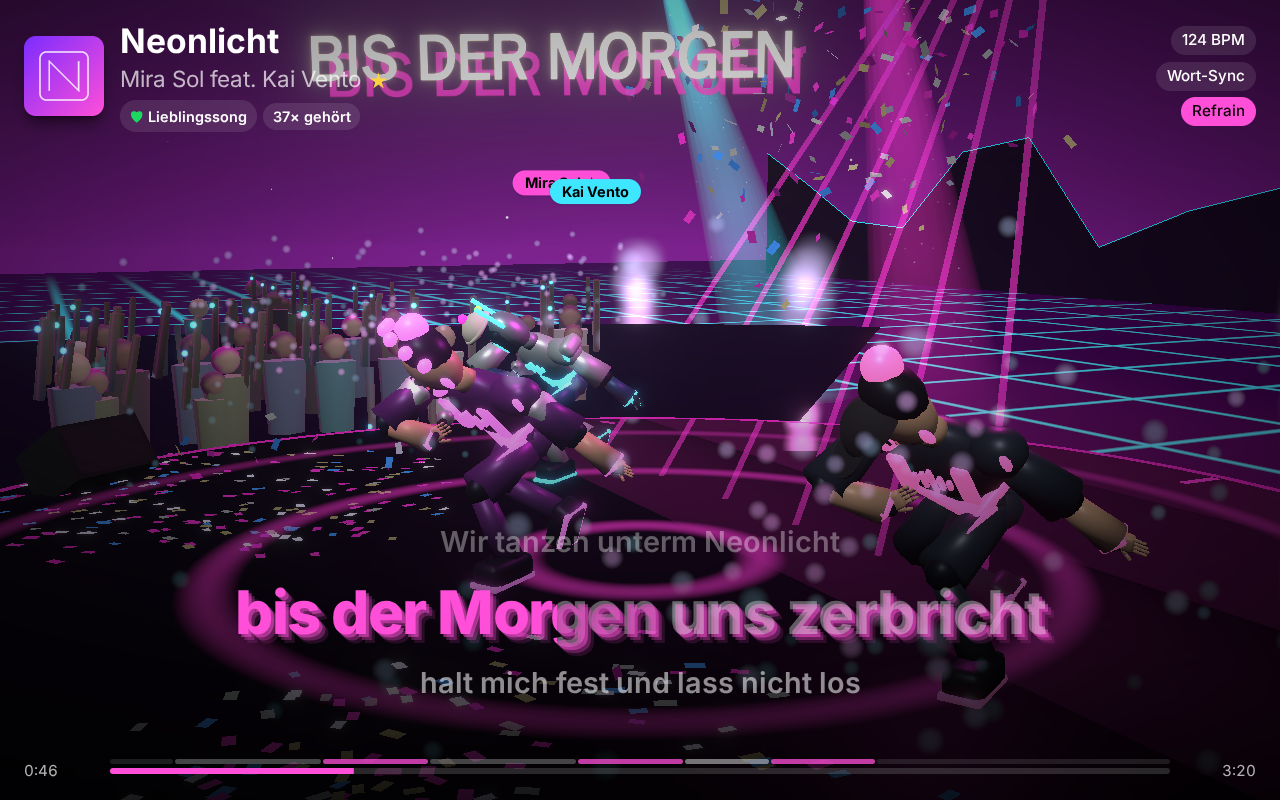 Neonlicht
Mira Sol feat. Kai Vento ⭐
Lieblingssong
37× gehört
N
BIS DER MORGEN
124 BPM
Wort-Sync
Refrain
Mira
Kai Vento
Wir tanzen unterm Neonlicht
bis der Morgen uns zerbricht
halt mich fest und lass nicht los
0:46
3:20